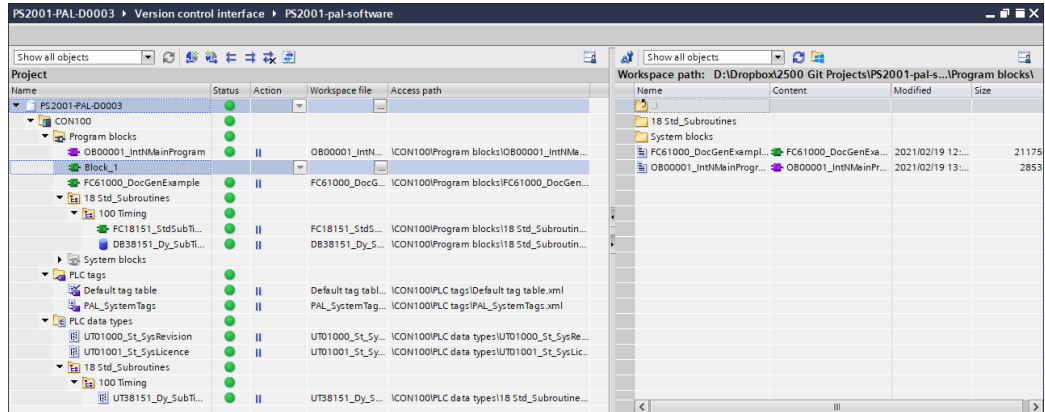 PS2001-PAL-D0003 ▸ Version control interface ▸ PS2001-pal-software
Show all objects
Show all objects
Project
Workspace path: D:\Dropbox\2500 Git Projects\PS2001-pal-s...\Program blocks\
Name Status Action Workspace file Access path
Name Content Modified Size
PS2001-PAL-D0003 ...
..\
CON100
18 Std_Subroutines
Program blocks
System blocks
OB00001_IntNMainProgram OB00001_IntN... \CON100\Program blocks\OB00001_IntNMa...
FC61000_DocGenExampl... FC61000_DocGenExa... 2021/02/19 12:... 21175
Block_1 ...
OB00001_IntNMainProgr... OB00001_IntNMainPr... 2021/02/19 13:... 2853
FC61000_DocGenExample FC61000_DocG... \CON100\Program blocks\FC61000_DocGen...
18 Std_Subroutines
100 Timing
FC18151_StdSubTi... FC18151_StdS... \CON100\Program blocks\18 Std_Subroutin...
DB38151_Dy_SubTi... DB38151_Dy_S... \CON100\Program blocks\18 Std_Subroutin...
System blocks
PLC tags
Default tag table Default tag tabl... \CON100\PLC tags\Default tag table.xml
PAL_SystemTags PAL_SystemTag... \CON100\PLC tags\PAL_SystemTags.xml
PLC data types
UT01000_St_SysRevision UT01000_St_Sy... \CON100\PLC data types\UT01000_St_SysRe...
UT01001_St_SysLicence UT01001_St_Sy... \CON100\PLC data types\UT01001_St_SysLic...
18 Std_Subroutines
100 Timing
UT38151_Dy_SubTi... UT38151_Dy_S... \CON100\PLC data types\18 Std_Subroutine...